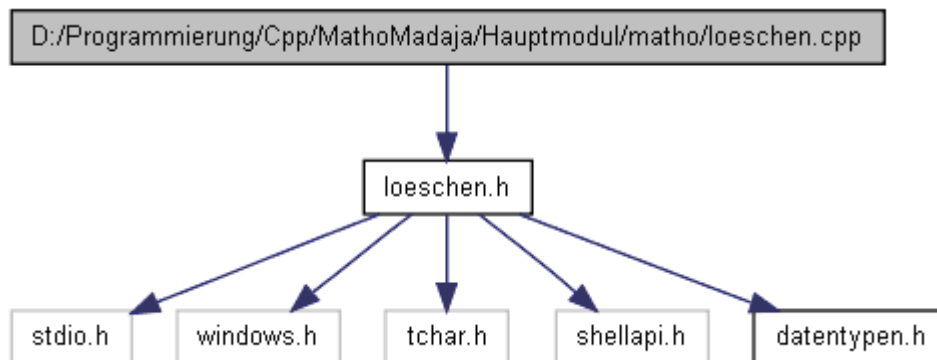 D:/Programmierung/Cpp/MathoMadaja/Hauptmodul/matho/loeschen.cpp
loeschen.h
stdio.h
windows.h
tchar.h
shellapi.h
datentypen.h